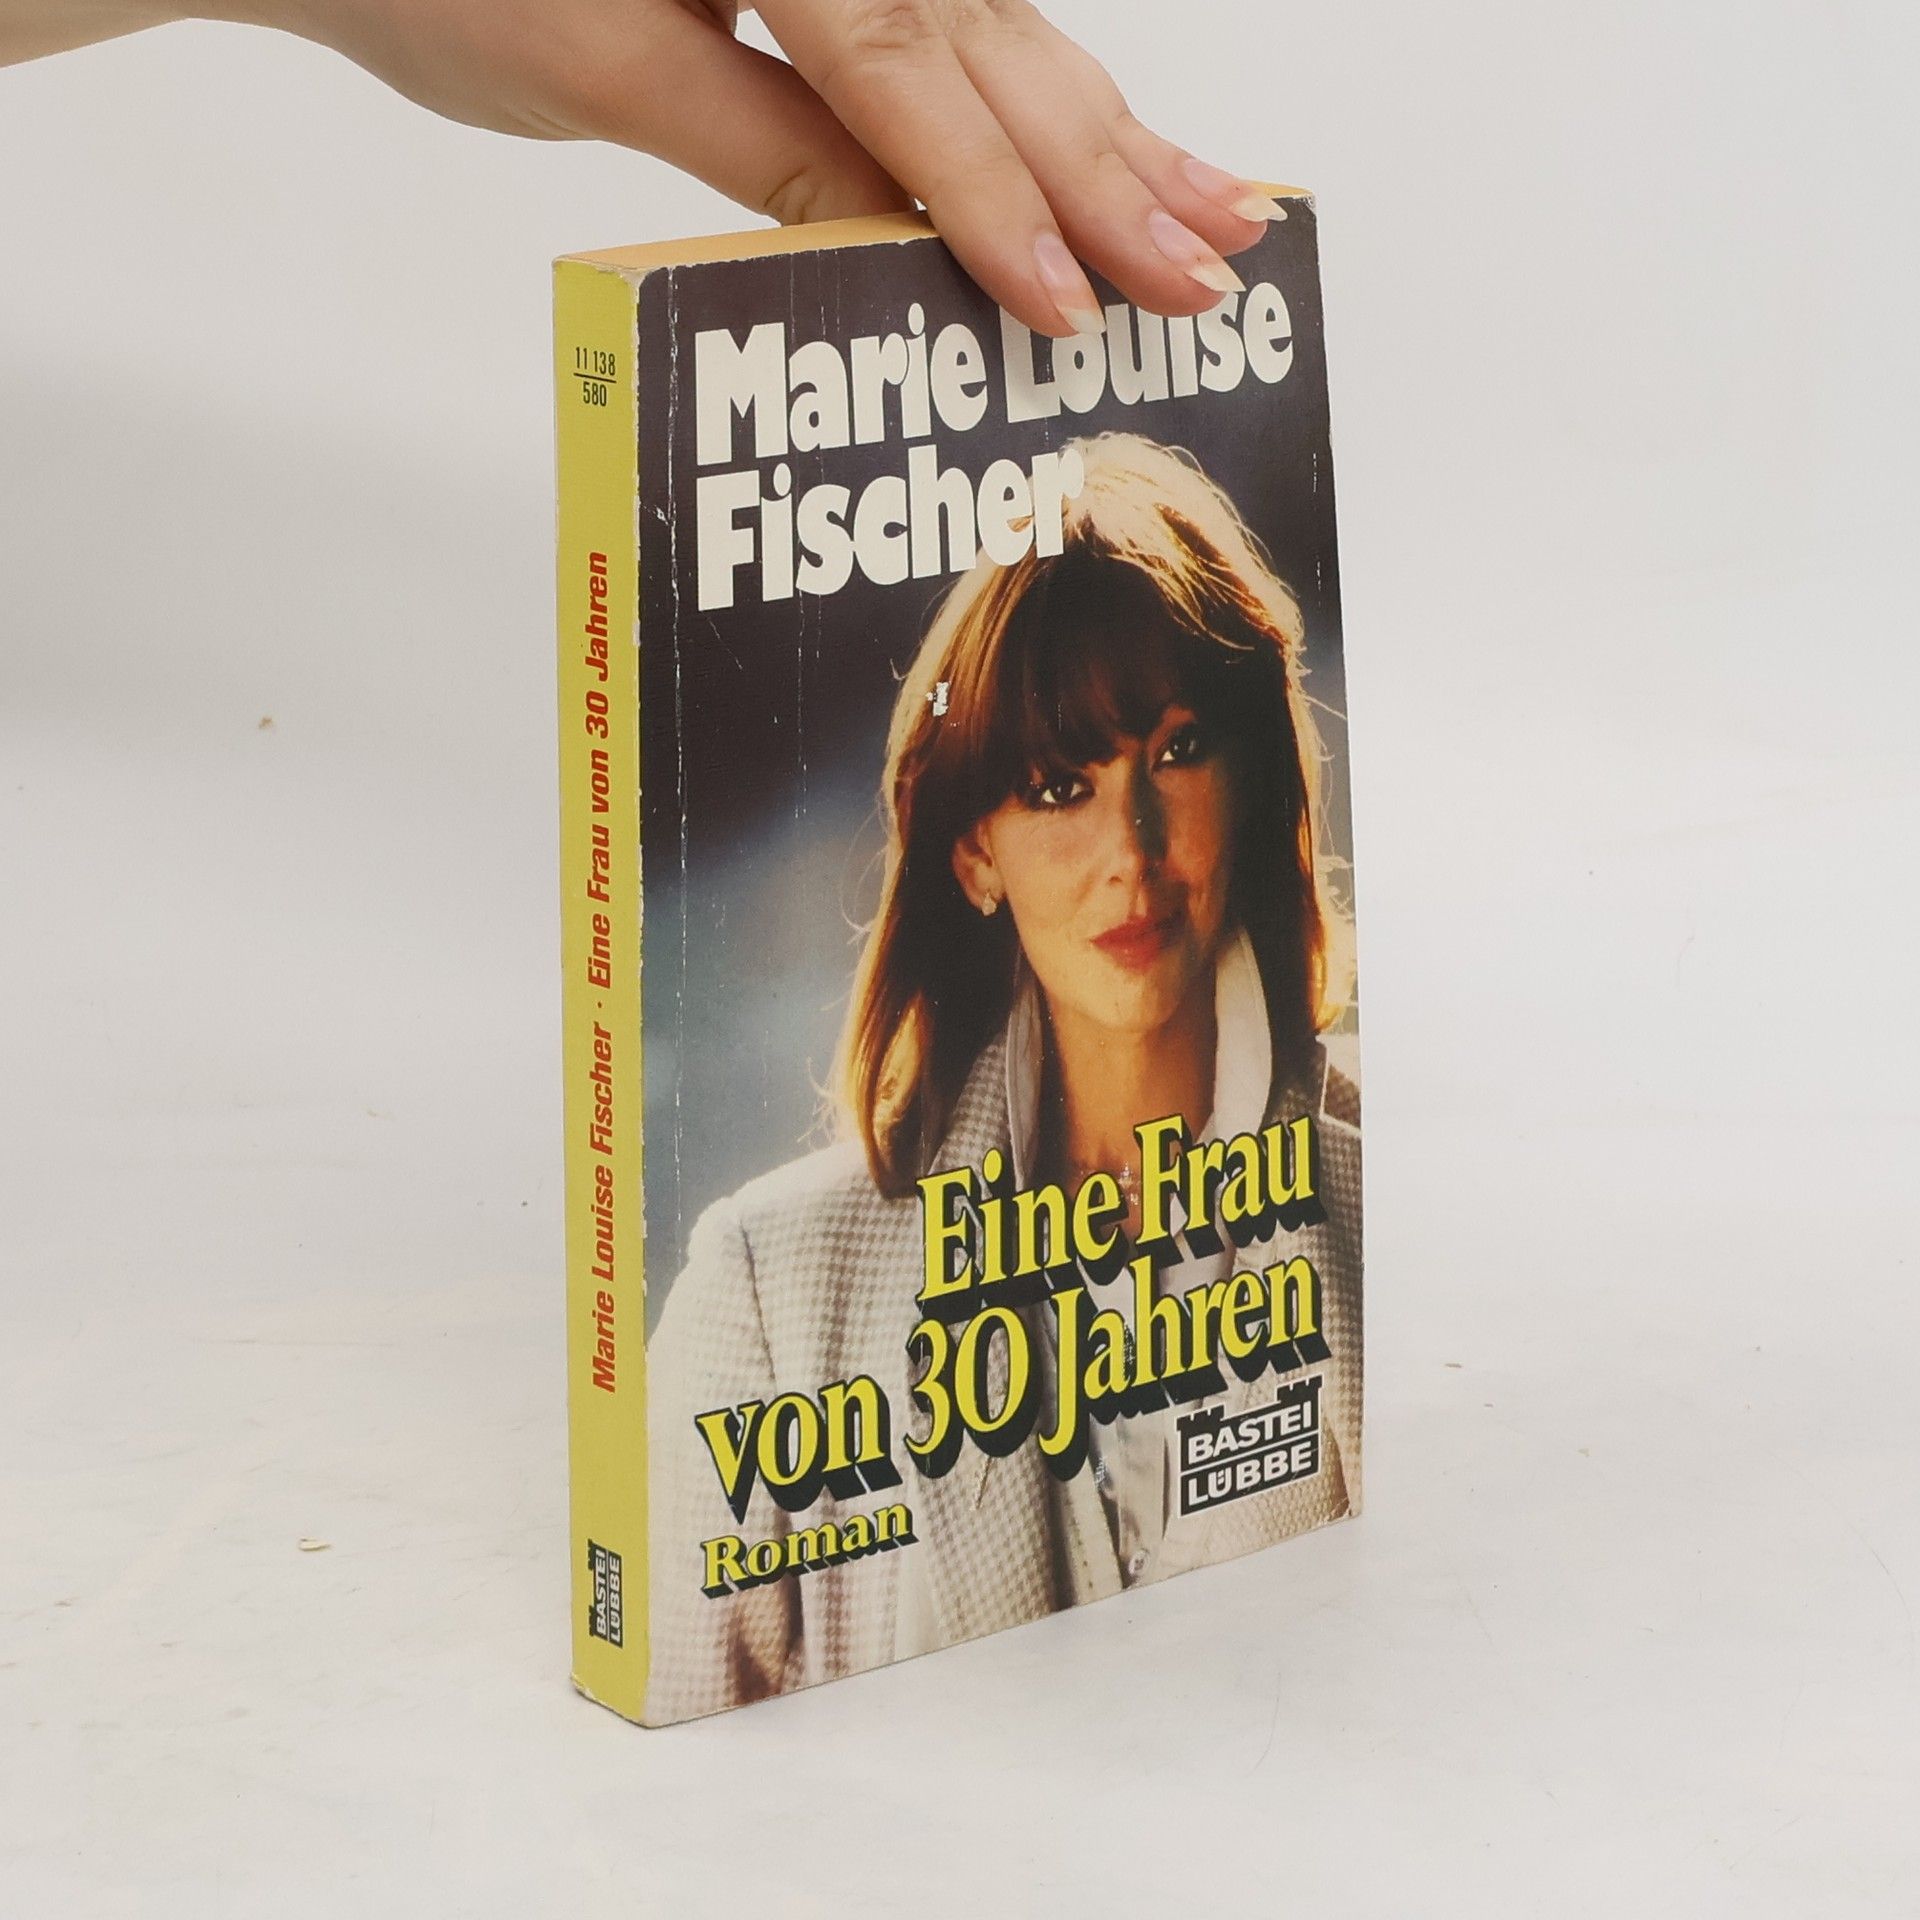 11 138
580
Marie Louise Fischer · Eine Frau von 30 Jahren
BASTEI
LÜBBE
Marie Louise
Fischer
Eine Frau
von 30 Jahren
Roman
BASTEI
LÜBBE